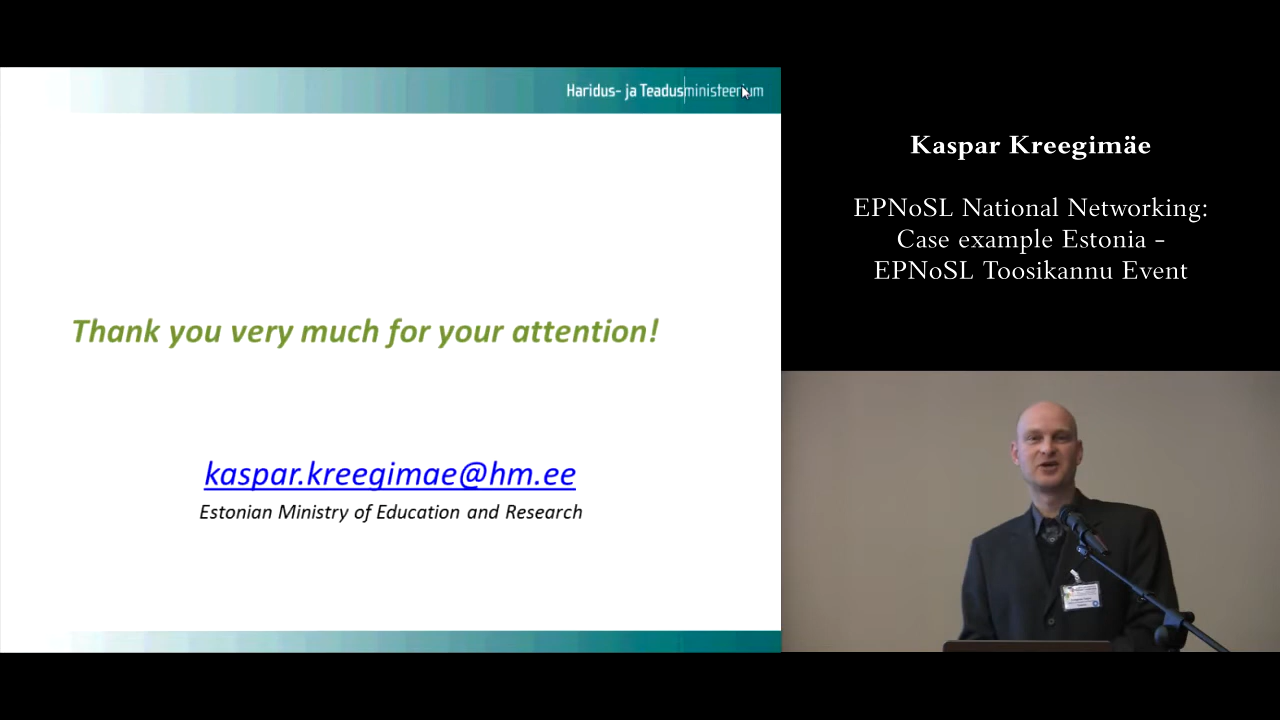 Haridus- ja Teadusministeerium
Thank you very much for your attention!
kaspar.kreegimae@hm.ee
Estonian Ministry of Education and Research
Kaspar Kreegimäe
EPNoSL National Networking:
Case example Estonia -
EPNoSL Toosikannu Event